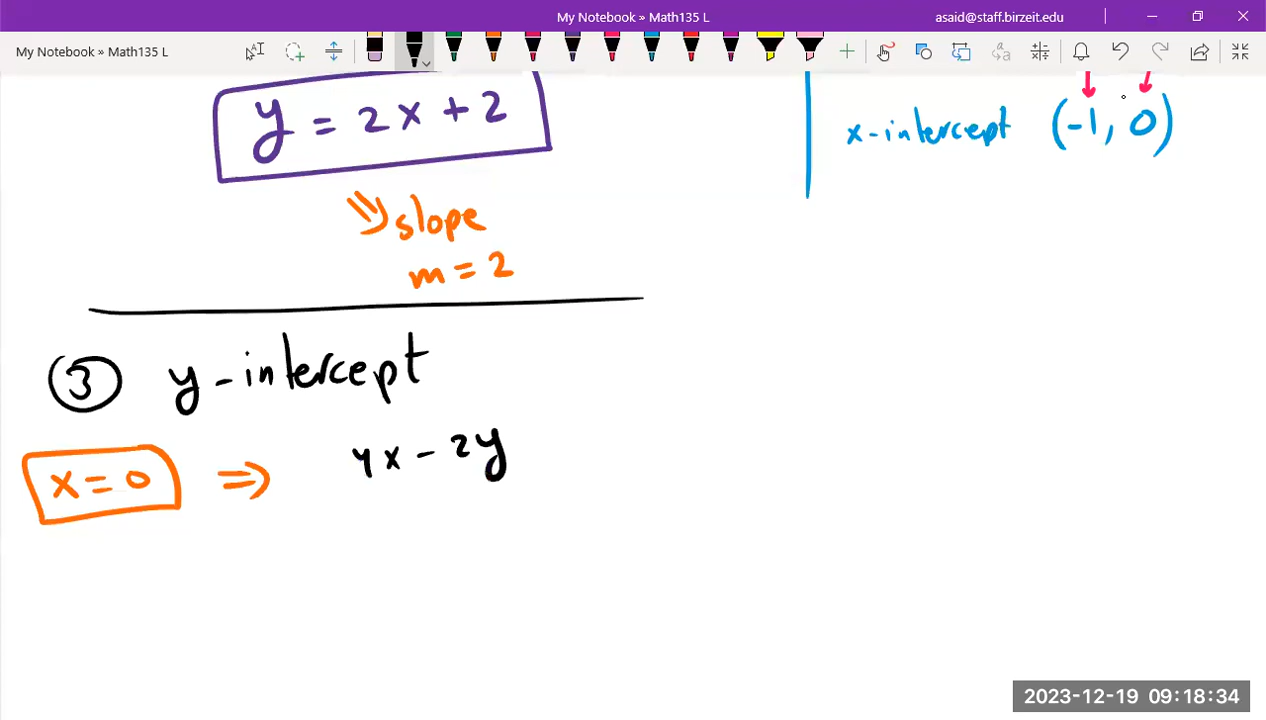 My Notebook » Math135 L
asaid@staff.birzeit.edu
My Notebook » Math135 L
y = 2x + 2
slope
m = 2
x-intercept (-1, 0)
③ y-intercept
x = 0 ⇒ 4x - 2y
2023-12-19 09:18:34